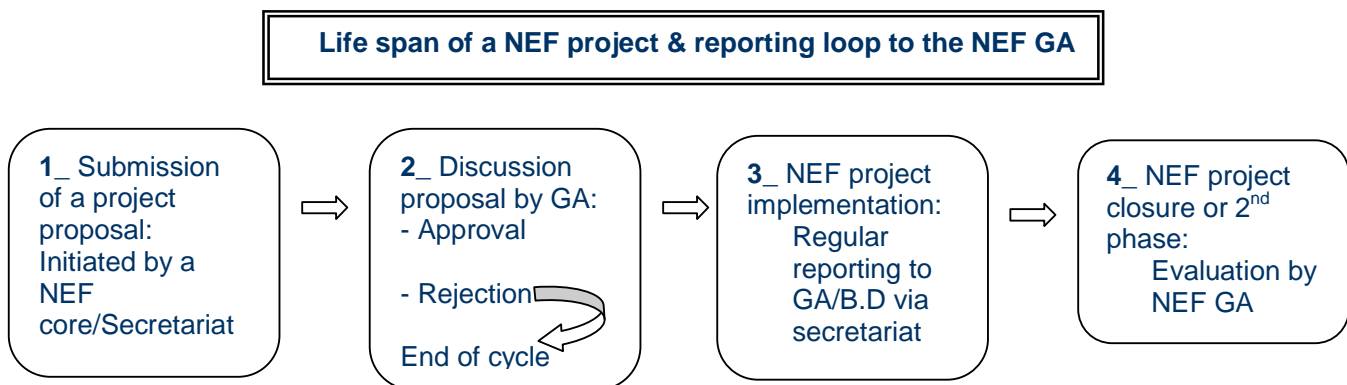 Life span of a NEF project & reporting loop to the NEF GA
1_ Submission
of a project
proposal:
Initiated by a
NEF
core/Secretariat
2_ Discussion
proposal by GA:
- Approval
- Rejection
End of cycle
3_ NEF project
implementation:
Regular
reporting to
GA/B.D via
secretariat
4_ NEF project
closure or 2nd
phase:
Evaluation by
NEF GA